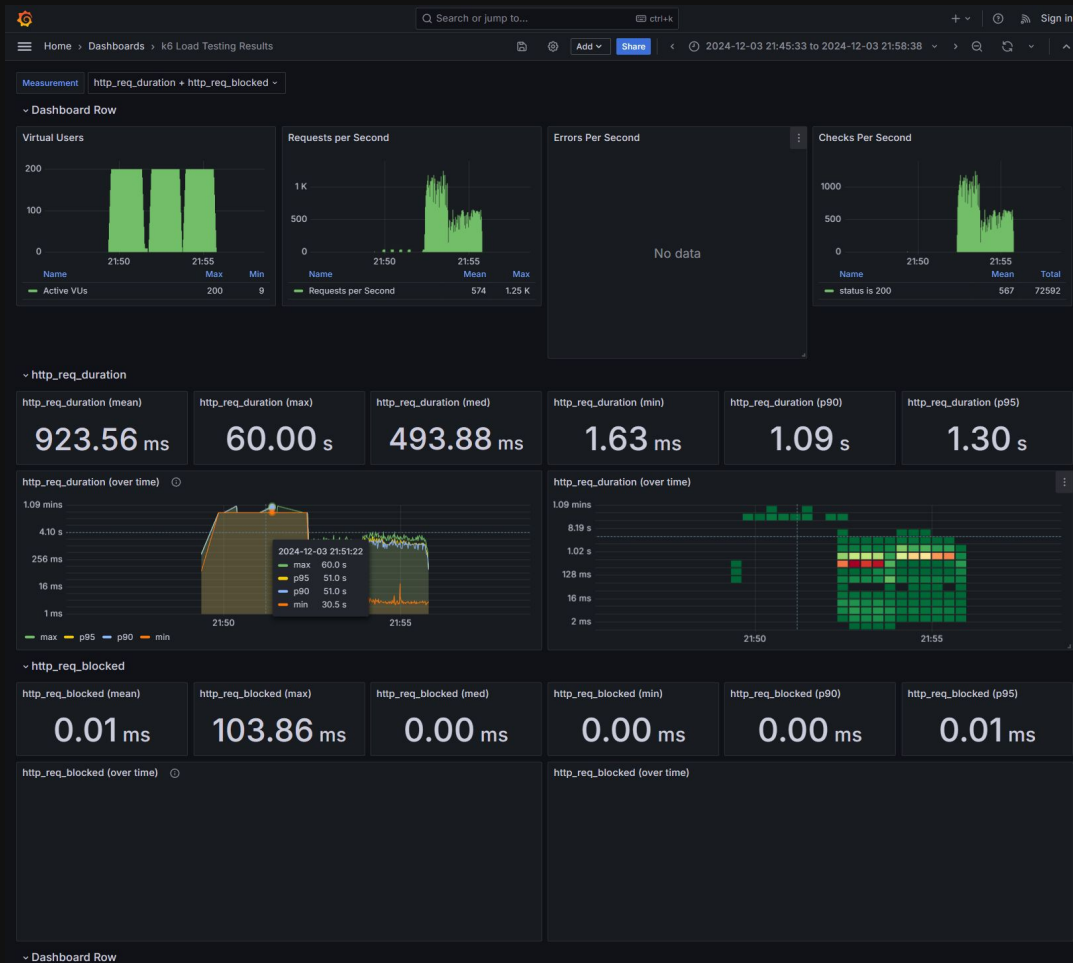 Search or jump to... ctrl+k + Sign in
Home › Dashboards › k6 Load Testing Results Add Share 2024-12-03 21:45:33 to 2024-12-03 21:58:38
Measurement http_req_duration + http_req_blocked
Dashboard Row
Virtual Users
200
100
0
21:50 21:55
Name Max Min
Active VUs 200 9
Requests per Second
1 K
500
0
21:50 21:55
Name Mean Max
Requests per Second 574 1.25 K
Errors Per Second
No data
Checks Per Second
1000
500
0
21:50 21:55
Name Mean Total
status is 200 567 72592
http_req_duration
http_req_duration (mean)
923.56 ms
http_req_duration (max)
60.00 s
http_req_duration (med)
493.88 ms
http_req_duration (min)
1.63 ms
http_req_duration (p90)
1.09 s
http_req_duration (p95)
1.30 s
http_req_duration (over time)
1.09 mins
4.10 s
256 ms
16 ms
1 ms
21:50 21:55
2024-12-03 21:51:22
max 60.0 s
p95 51.0 s
p90 51.0 s
min 30.5 s
max p95 p90 min
http_req_duration (over time)
1.09 mins
8.19 s
1.02 s
128 ms
16 ms
2 ms
21:50 21:55
http_req_blocked
http_req_blocked (mean)
0.01 ms
http_req_blocked (max)
103.86 ms
http_req_blocked (med)
0.00 ms
http_req_blocked (min)
0.00 ms
http_req_blocked (p90)
0.00 ms
http_req_blocked (p95)
0.01 ms
http_req_blocked (over time)
http_req_blocked (over time)
Dashboard Row